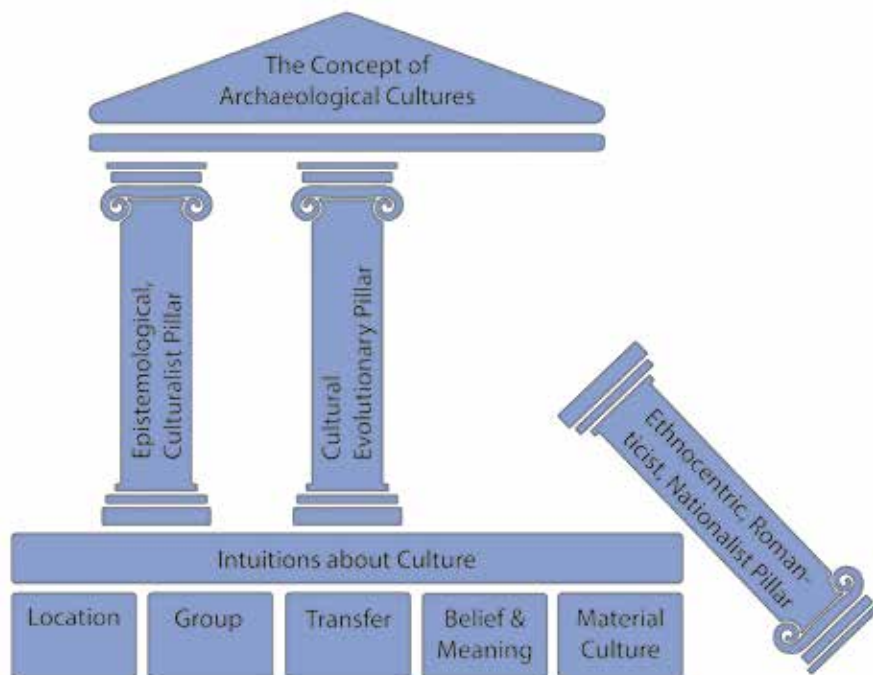 The Concept of
Archaeological Cultures
Epistemological,
Culturalist Pillar
Cultural
Evolutionary Pillar
Ethnocentric, Roman-
ticist, Nationalist Pillar
Intuitions about Culture
Location
Group
Transfer
Belief &
Meaning
Material
Culture